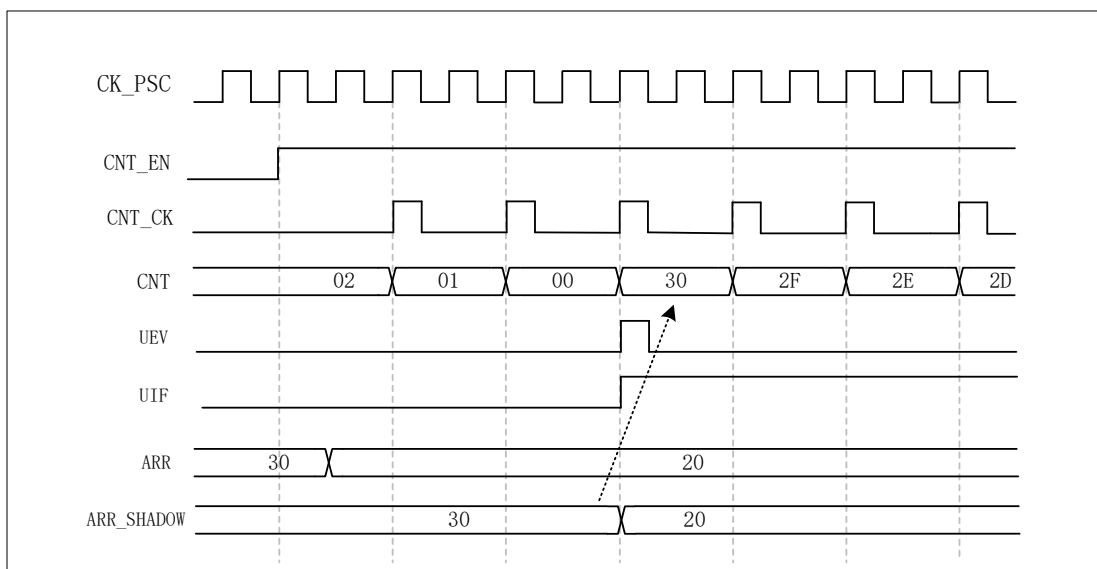 CK_PSC
CNT_EN
CNT_CK
CNT 02 01 00 30 2F 2E 2D
UEV
UIF
ARR 30 20
ARR_SHADOW 30 20